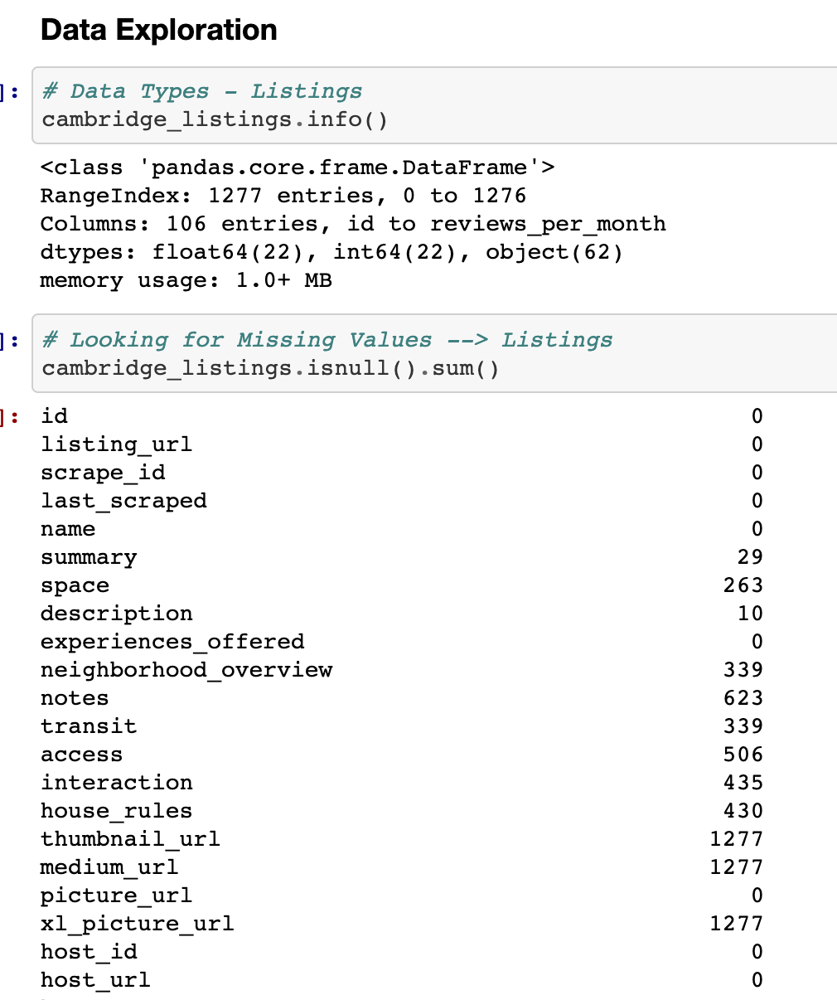 Data Exploration
]: # Data Types - Listings
cambridge_listings.info()
<class 'pandas.core.frame.DataFrame'>
RangeIndex: 1277 entries, 0 to 1276
Columns: 106 entries, id to reviews_per_month
dtypes: float64(22), int64(22), object(62)
memory usage: 1.0+ MB
]: # Looking for Missing Values --> Listings
cambridge_listings.isnull().sum()
]: id 0
listing_url 0
scrape_id 0
last_scraped 0
name 0
summary 29
space 263
description 10
experiences_offered 0
neighborhood_overview 339
notes 623
transit 339
access 506
interaction 435
house_rules 430
thumbnail_url 1277
medium_url 1277
picture_url 0
xl_picture_url 1277
host_id 0
host_url 0